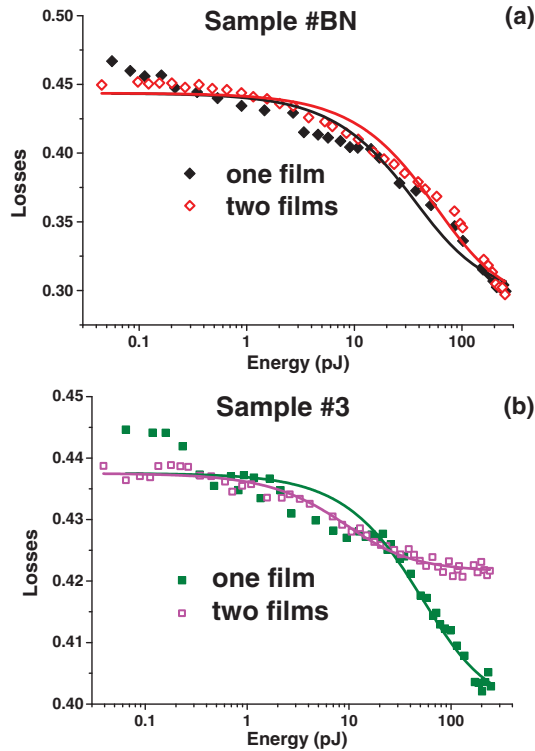 Sample #BN
(a)
0.50
0.45
0.40
0.35
0.30
Losses
one film
two films
0.1
1
10
100
Energy (pJ)
Sample #3
(b)
0.45
0.44
0.43
0.42
0.41
0.40
Losses
one film
two films
0.1
1
10
100
Energy (pJ)